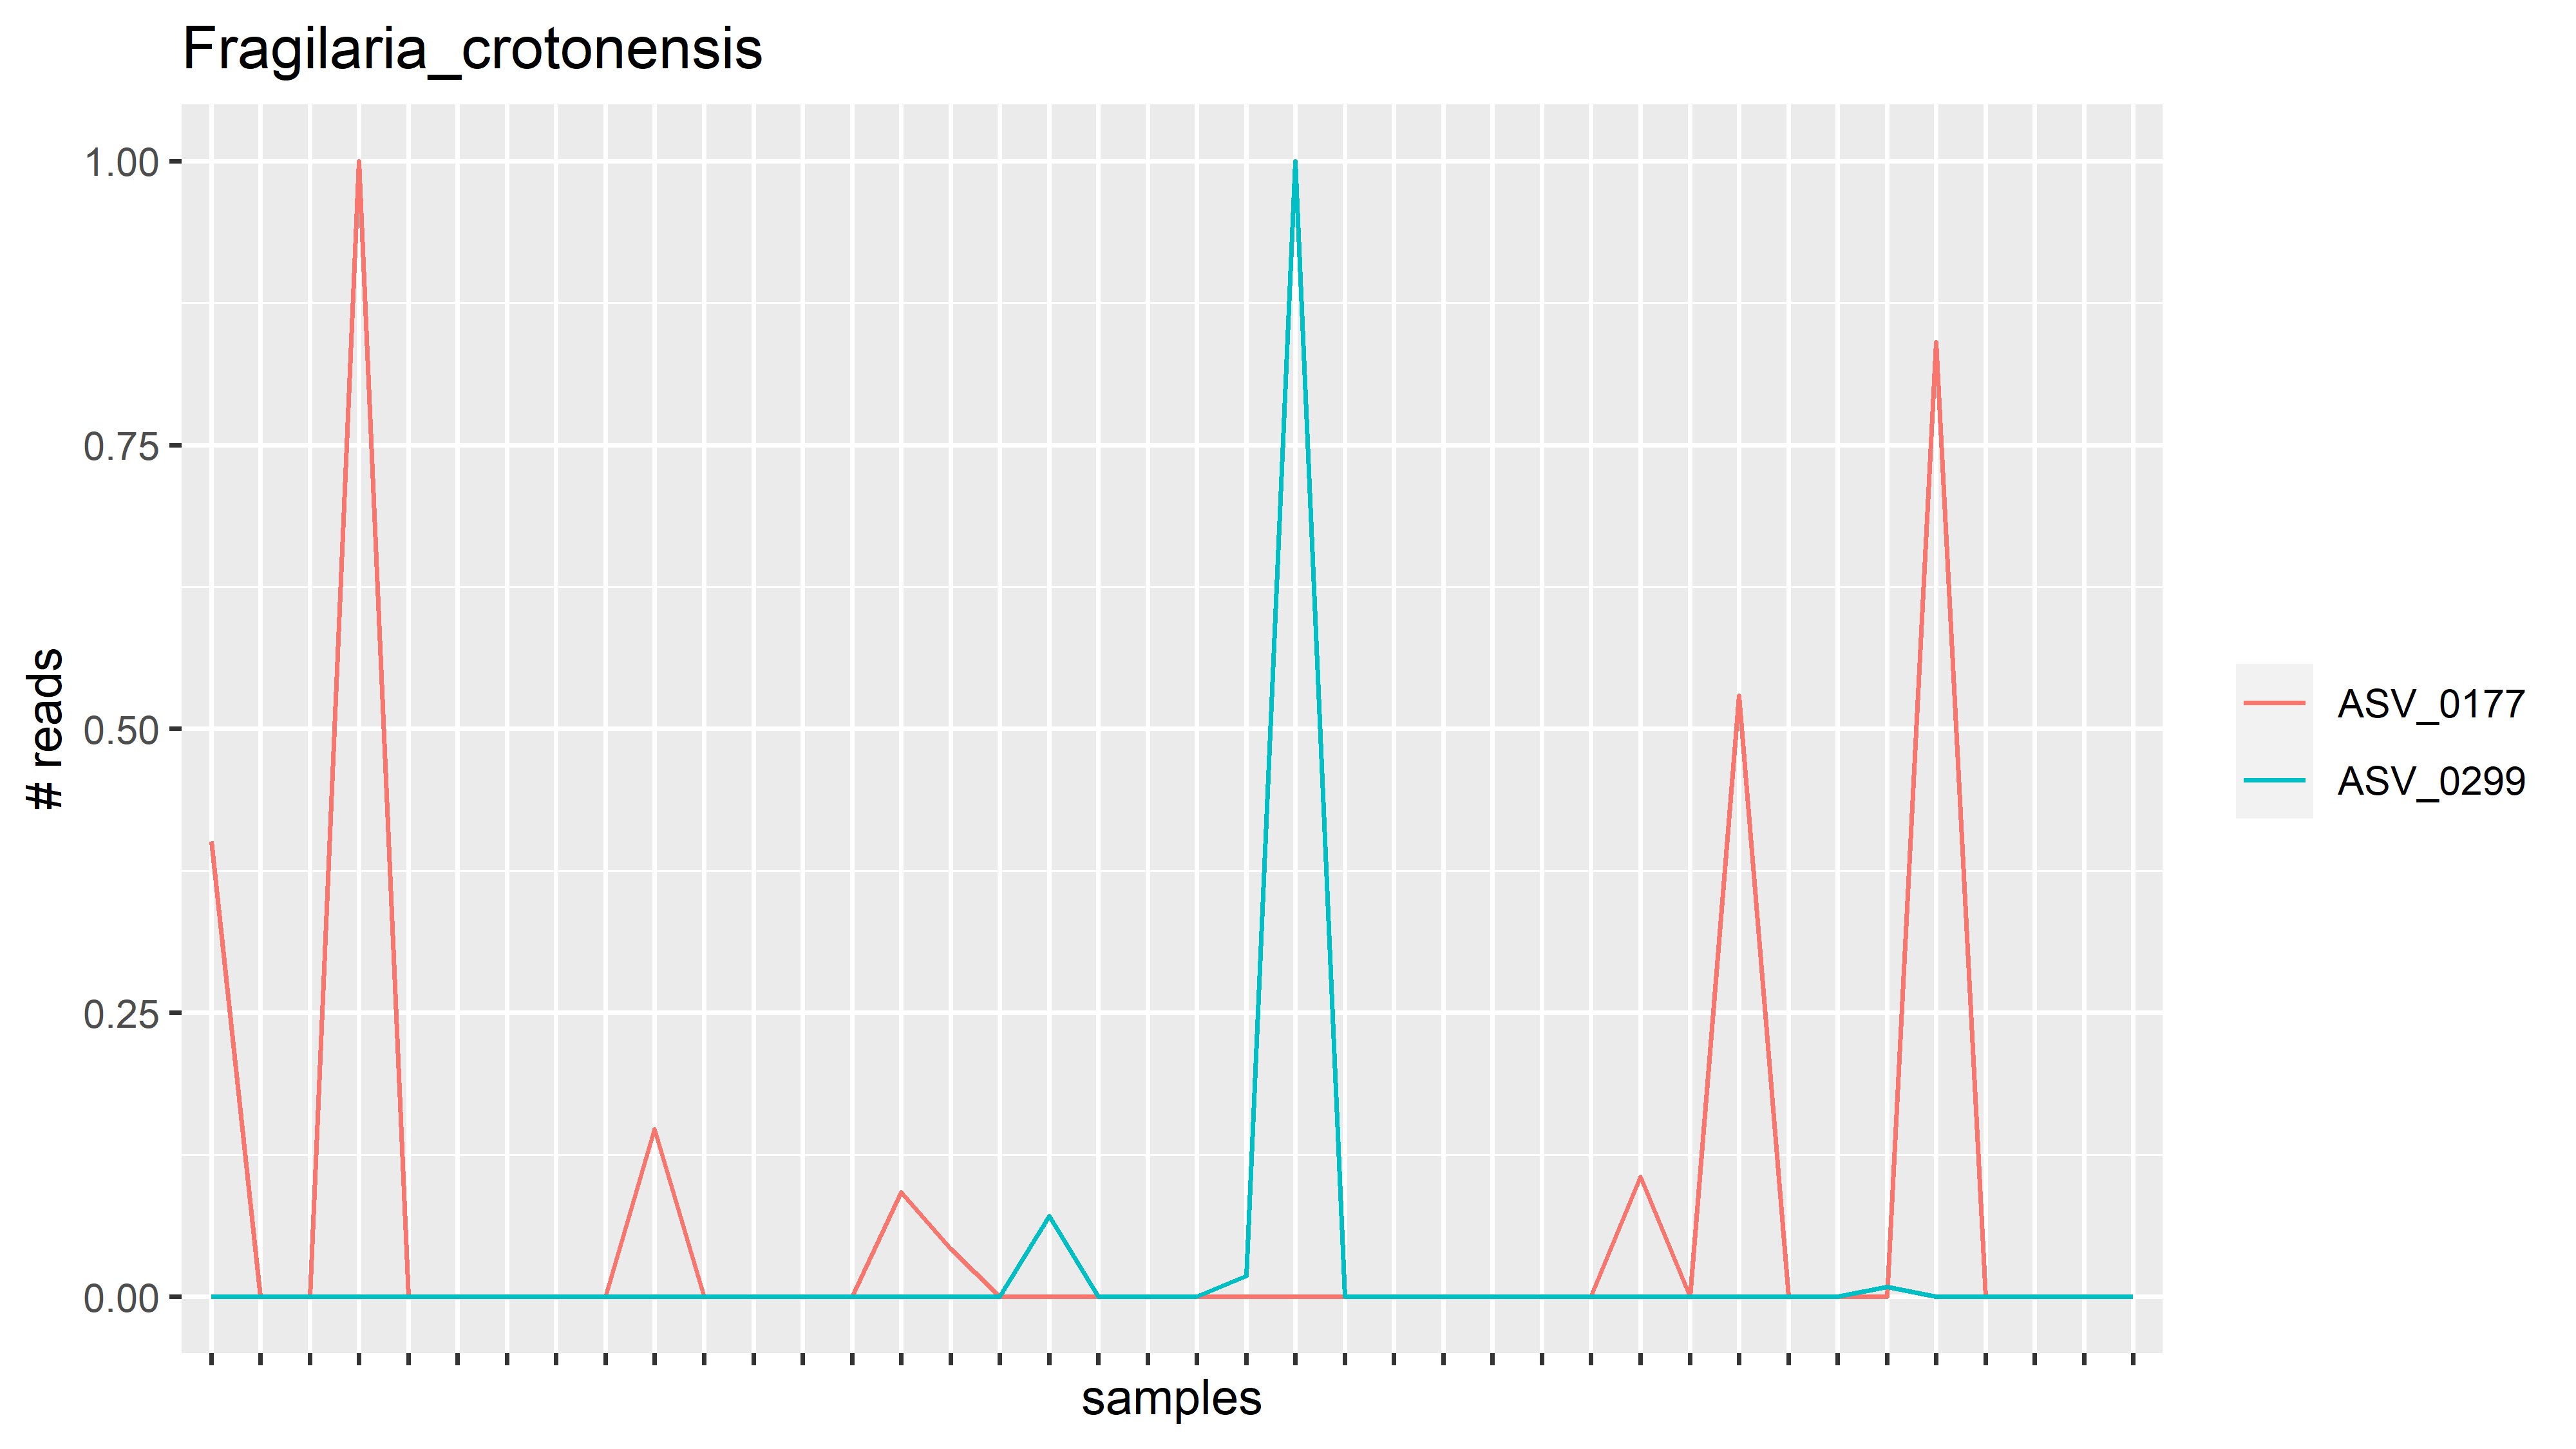 Fragilaria_crotonensis
1.00
0.75
0.50
0.25
0.00
# reads
samples
ASV_0177
ASV_0299